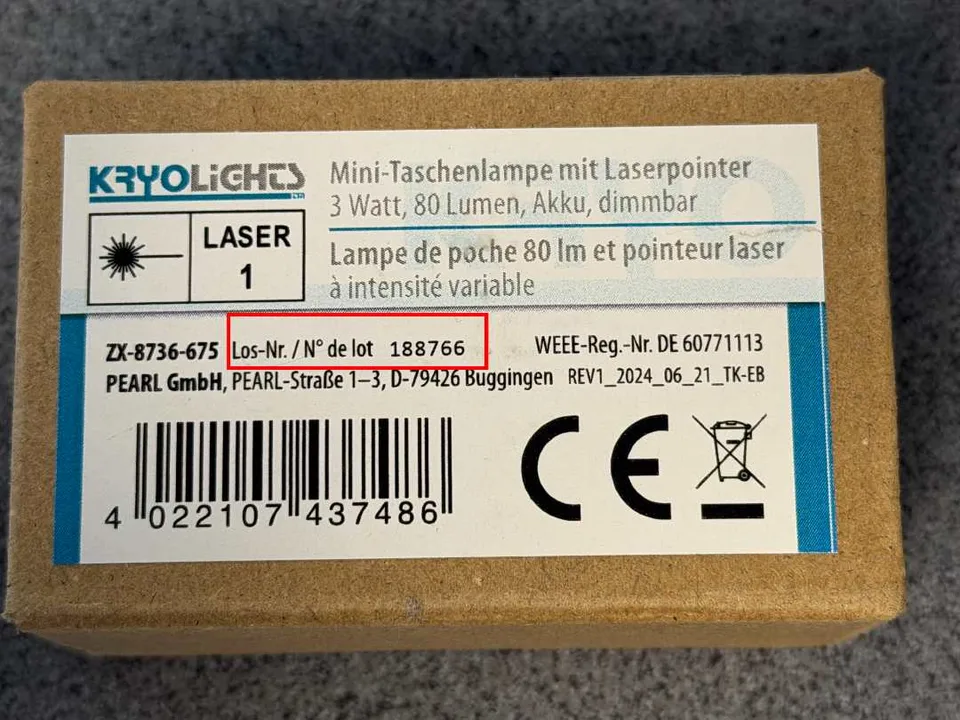 KRYOLIGHTS
LASER
1
Mini-Taschenlampe mit Laserpointer
3 Watt, 80 Lumen, Akku, dimmbar
Lampe de poche 80 lm et pointeur laser
à intensité variable
ZX-8736-675 Los-Nr. / N° de lot 188766 WEEE-Reg.-Nr. DE 60771113
PEARL GmbH, PEARL-Straße 1–3, D-79426 Buggingen REV1_2024_06_21_TK-EB
4 022107 437486
CE